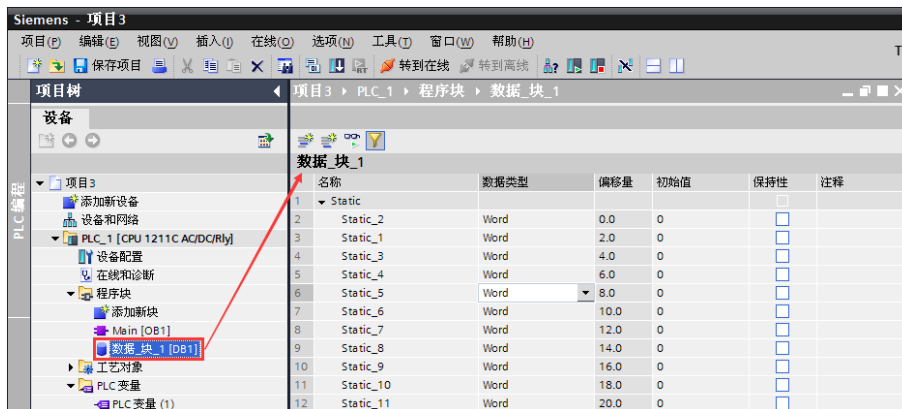 Siemens - 项目3
项目(P) 编辑(E) 视图(V) 插入(I) 在线(O) 选项(N) 工具(T) 窗口(W) 帮助(H)
T
保存项目 转到在线 转到离线
项目树 项目3 PLC_1 程序块 数据_块_1
设备
PLC 编程
数据_块_1
名称 数据类型 偏移量 初始值 保持性 注释
项目3 1 Static
添加新设备 2 Static_2 Word 0.0 0
设备和网络 3 Static_1 Word 2.0 0
PLC_1 [CPU 1211C AC/DC/Rly] 4 Static_3 Word 4.0 0
设备配置 5 Static_4 Word 6.0 0
在线和诊断 6 Static_5 Word 8.0 0
程序块 7 Static_6 Word 10.0 0
添加新块 8 Static_7 Word 12.0 0
Main [OB1] 9 Static_8 Word 14.0 0
数据_块_1 [DB1] 10 Static_9 Word 16.0 0
工艺对象 11 Static_10 Word 18.0 0
PLC 变量 12 Static_11 Word 20.0 0
PLC 变量 (1)